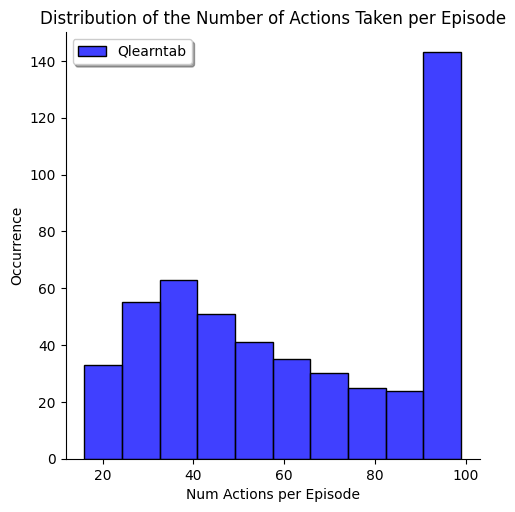 Distribution of the Number of Actions Taken per Episode
Qlearntab
140
120
100
80
60
40
20
0
Occurrence
20 40 60 80 100
Num Actions per Episode